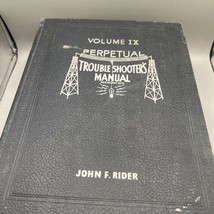 VOLUME IX
PERPETUAL
TROUBLE SHOOTER'S
MANUAL
JOHN F. RIDER